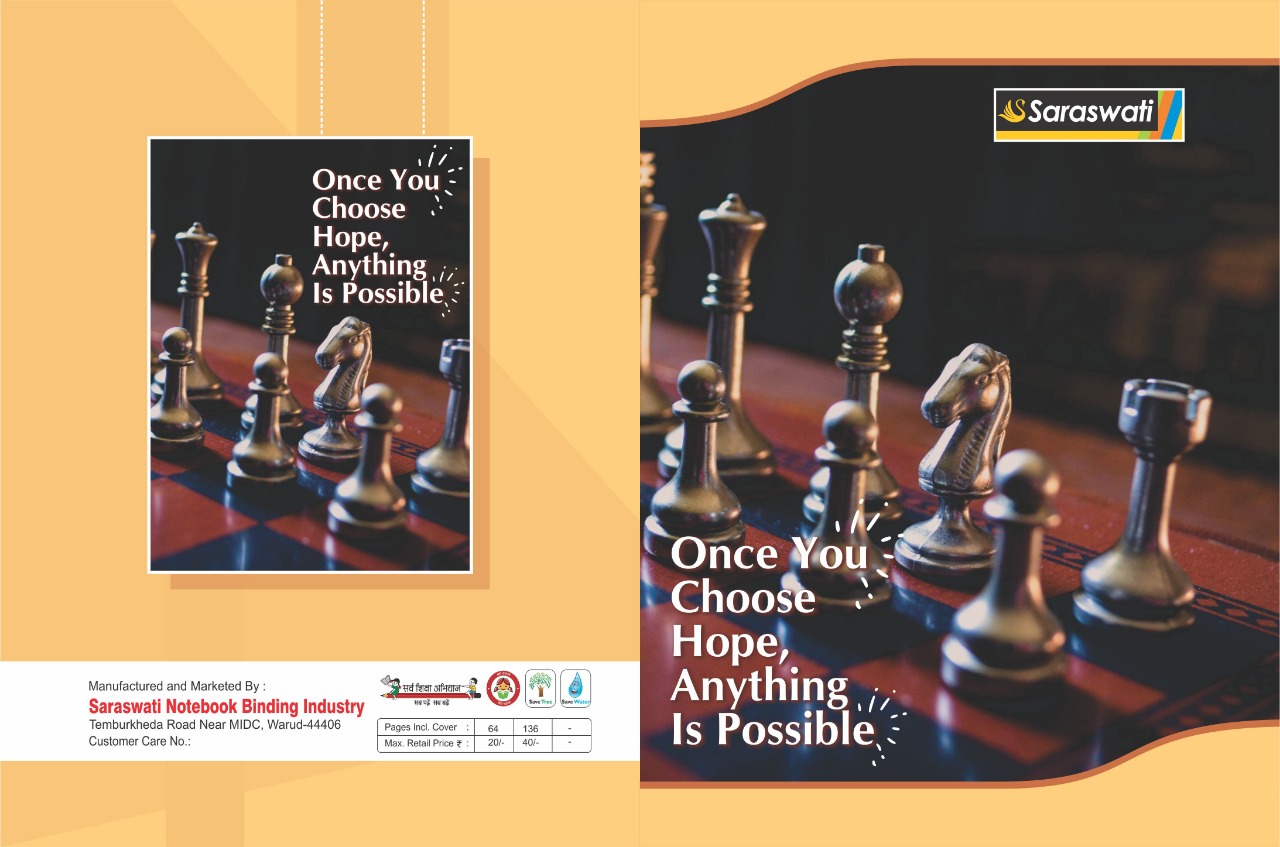 Once You
Choose
Hope,
Anything
Is Possible
Manufactured and Marketed By :
Saraswati Notebook Binding Industry
Temburkheda Road Near MIDC, Warud-44406
Customer Care No.:
सर्व शिक्षा अभियान
सब पढ़ें सब बढ़ें
Save Tree
Save Water
Pages Incl. Cover : 64 136 -
Max. Retail Price ₹ : 20/- 40/- -
Saraswati
Once You
Choose
Hope,
Anything
Is Possible